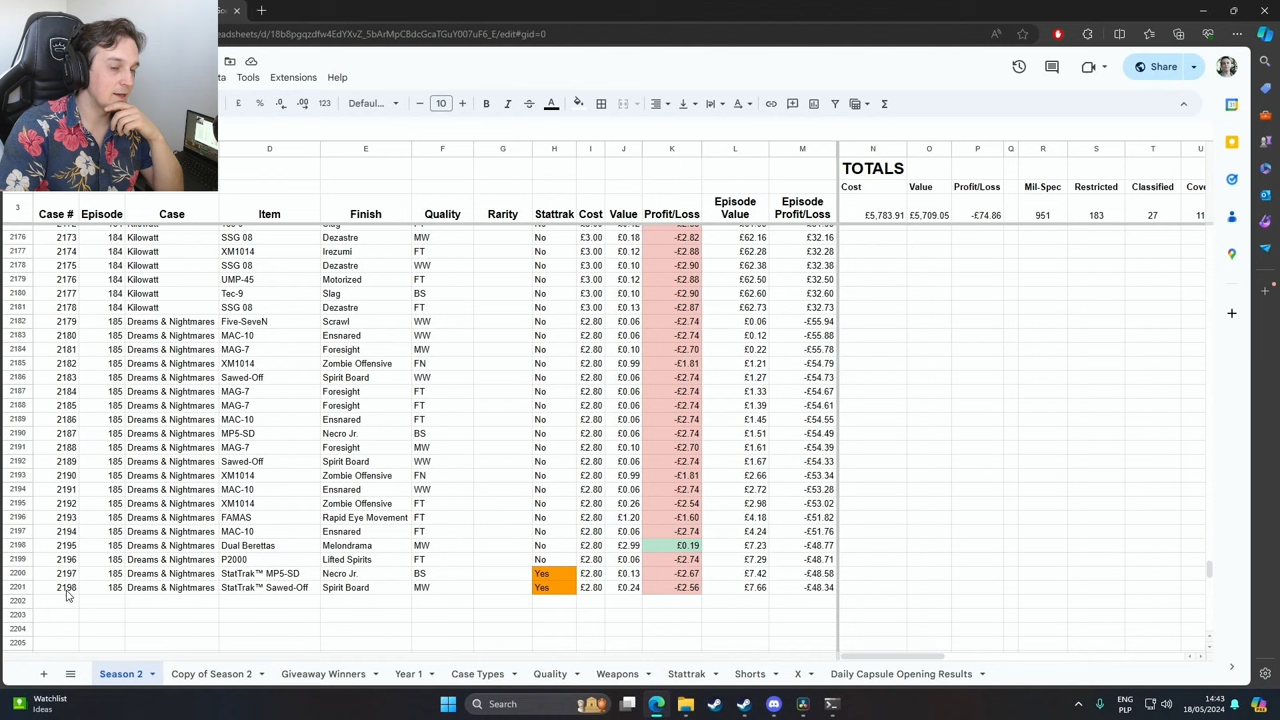 eadsheets/d/18b8pgqzdfw4EdYXvZ_5bArMpCBdcGcaTGuY007uF6_E/edit#gid=0
Tools Extensions Help
Share
£ % .0 .00 123 Defaul... - 10 + B I A
D E F G H I J K L M N O P Q R S T U
TOTALS
Cost Value Profit/Loss Mil-Spec Restricted Classified Cove
3 Case # Episode Case Item Finish Quality Rarity Stattrak Cost Value Profit/Loss Episode Value Episode Profit/Loss £5,783.91 £5,709.05 -£74.86 951 183 27 11
2176 2173 184 Kilowatt SSG 08 Dezastre MW No £3.00 £0.18 -£2.82 £62.16 £32.16
2177 2174 184 Kilowatt XM1014 Irezumi FT No £3.00 £0.12 -£2.88 £62.28 £32.28
2178 2175 184 Kilowatt SSG 08 Dezastre WW No £3.00 £0.10 -£2.90 £62.38 £32.38
2179 2176 184 Kilowatt UMP-45 Motorized FT No £3.00 £0.12 -£2.88 £62.50 £32.50
2180 2177 184 Kilowatt Tec-9 Slag BS No £3.00 £0.10 -£2.90 £62.60 £32.60
2181 2178 184 Kilowatt SSG 08 Dezastre FT No £3.00 £0.13 -£2.87 £62.73 £32.73
2182 2179 185 Dreams & Nightmares Five-SeveN Scrawl WW No £2.80 £0.06 -£2.74 £0.06 -£55.94
2183 2180 185 Dreams & Nightmares MAC-10 Ensnared WW No £2.80 £0.06 -£2.74 £0.12 -£55.88
2184 2181 185 Dreams & Nightmares MAG-7 Foresight MW No £2.80 £0.10 -£2.70 £0.22 -£55.78
2185 2182 185 Dreams & Nightmares XM1014 Zombie Offensive FN No £2.80 £0.99 -£1.81 £1.21 -£54.79
2186 2183 185 Dreams & Nightmares Sawed-Off Spirit Board WW No £2.80 £0.06 -£2.74 £1.27 -£54.73
2187 2184 185 Dreams & Nightmares MAG-7 Foresight FT No £2.80 £0.06 -£2.74 £1.33 -£54.67
2188 2185 185 Dreams & Nightmares MAG-7 Foresight FT No £2.80 £0.06 -£2.74 £1.39 -£54.61
2189 2186 185 Dreams & Nightmares MAC-10 Ensnared FT No £2.80 £0.06 -£2.74 £1.45 -£54.55
2190 2187 185 Dreams & Nightmares MP5-SD Necro Jr. BS No £2.80 £0.06 -£2.74 £1.51 -£54.49
2191 2188 185 Dreams & Nightmares MAG-7 Foresight MW No £2.80 £0.10 -£2.70 £1.61 -£54.39
2192 2189 185 Dreams & Nightmares Sawed-Off Spirit Board WW No £2.80 £0.06 -£2.74 £1.67 -£54.33
2193 2190 185 Dreams & Nightmares XM1014 Zombie Offensive FN No £2.80 £0.99 -£1.81 £2.66 -£53.34
2194 2191 185 Dreams & Nightmares MAC-10 Ensnared WW No £2.80 £0.06 -£2.74 £2.72 -£53.28
2195 2192 185 Dreams & Nightmares XM1014 Zombie Offensive FT No £2.80 £0.26 -£2.54 £2.98 -£53.02
2196 2193 185 Dreams & Nightmares FAMAS Rapid Eye Movement FT No £2.80 £1.20 -£1.60 £4.18 -£51.82
2197 2194 185 Dreams & Nightmares MAC-10 Ensnared FT No £2.80 £0.06 -£2.74 £4.24 -£51.76
2198 2195 185 Dreams & Nightmares Dual Berettas Melondrama MW No £2.80 £2.99 £0.19 £7.23 -£48.77
2199 2196 185 Dreams & Nightmares P2000 Lifted Spirits FT No £2.80 £0.06 -£2.74 £7.29 -£48.71
2200 2197 185 Dreams & Nightmares StatTrak™ MP5-SD Necro Jr. BS Yes £2.80 £0.13 -£2.67 £7.42 -£48.58
2201 2198 185 Dreams & Nightmares StatTrak™ Sawed-Off Spirit Board MW Yes £2.80 £0.24 -£2.56 £7.66 -£48.34
2202
2203
2204
2205
Season 2 Copy of Season 2 Giveaway Winners Year 1 Case Types Quality Weapons Stattrak Shorts X Daily Capsule Opening Results
Watchlist
Ideas
Search
ENG
PLP
14:43
18/05/2024